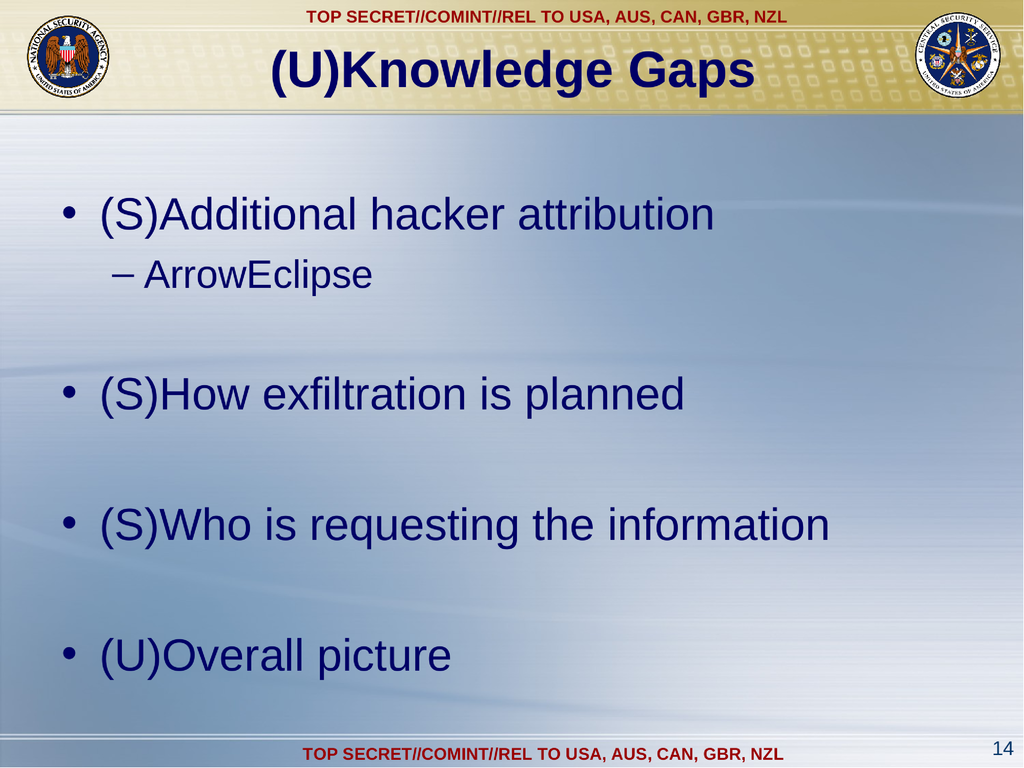 TOP SECRET//COMINT//REL TO USA, AUS, CAN, GBR, NZL
NATIONAL SECURITY AGENCY
UNITED STATES OF AMERICA
CENTRAL SECURITY SERVICE
UNITED STATES OF AMERICA
(U)Knowledge Gaps
• (S)Additional hacker attribution
– ArrowEclipse
• (S)How exfiltration is planned
• (S)Who is requesting the information
• (U)Overall picture
TOP SECRET//COMINT//REL TO USA, AUS, CAN, GBR, NZL
14